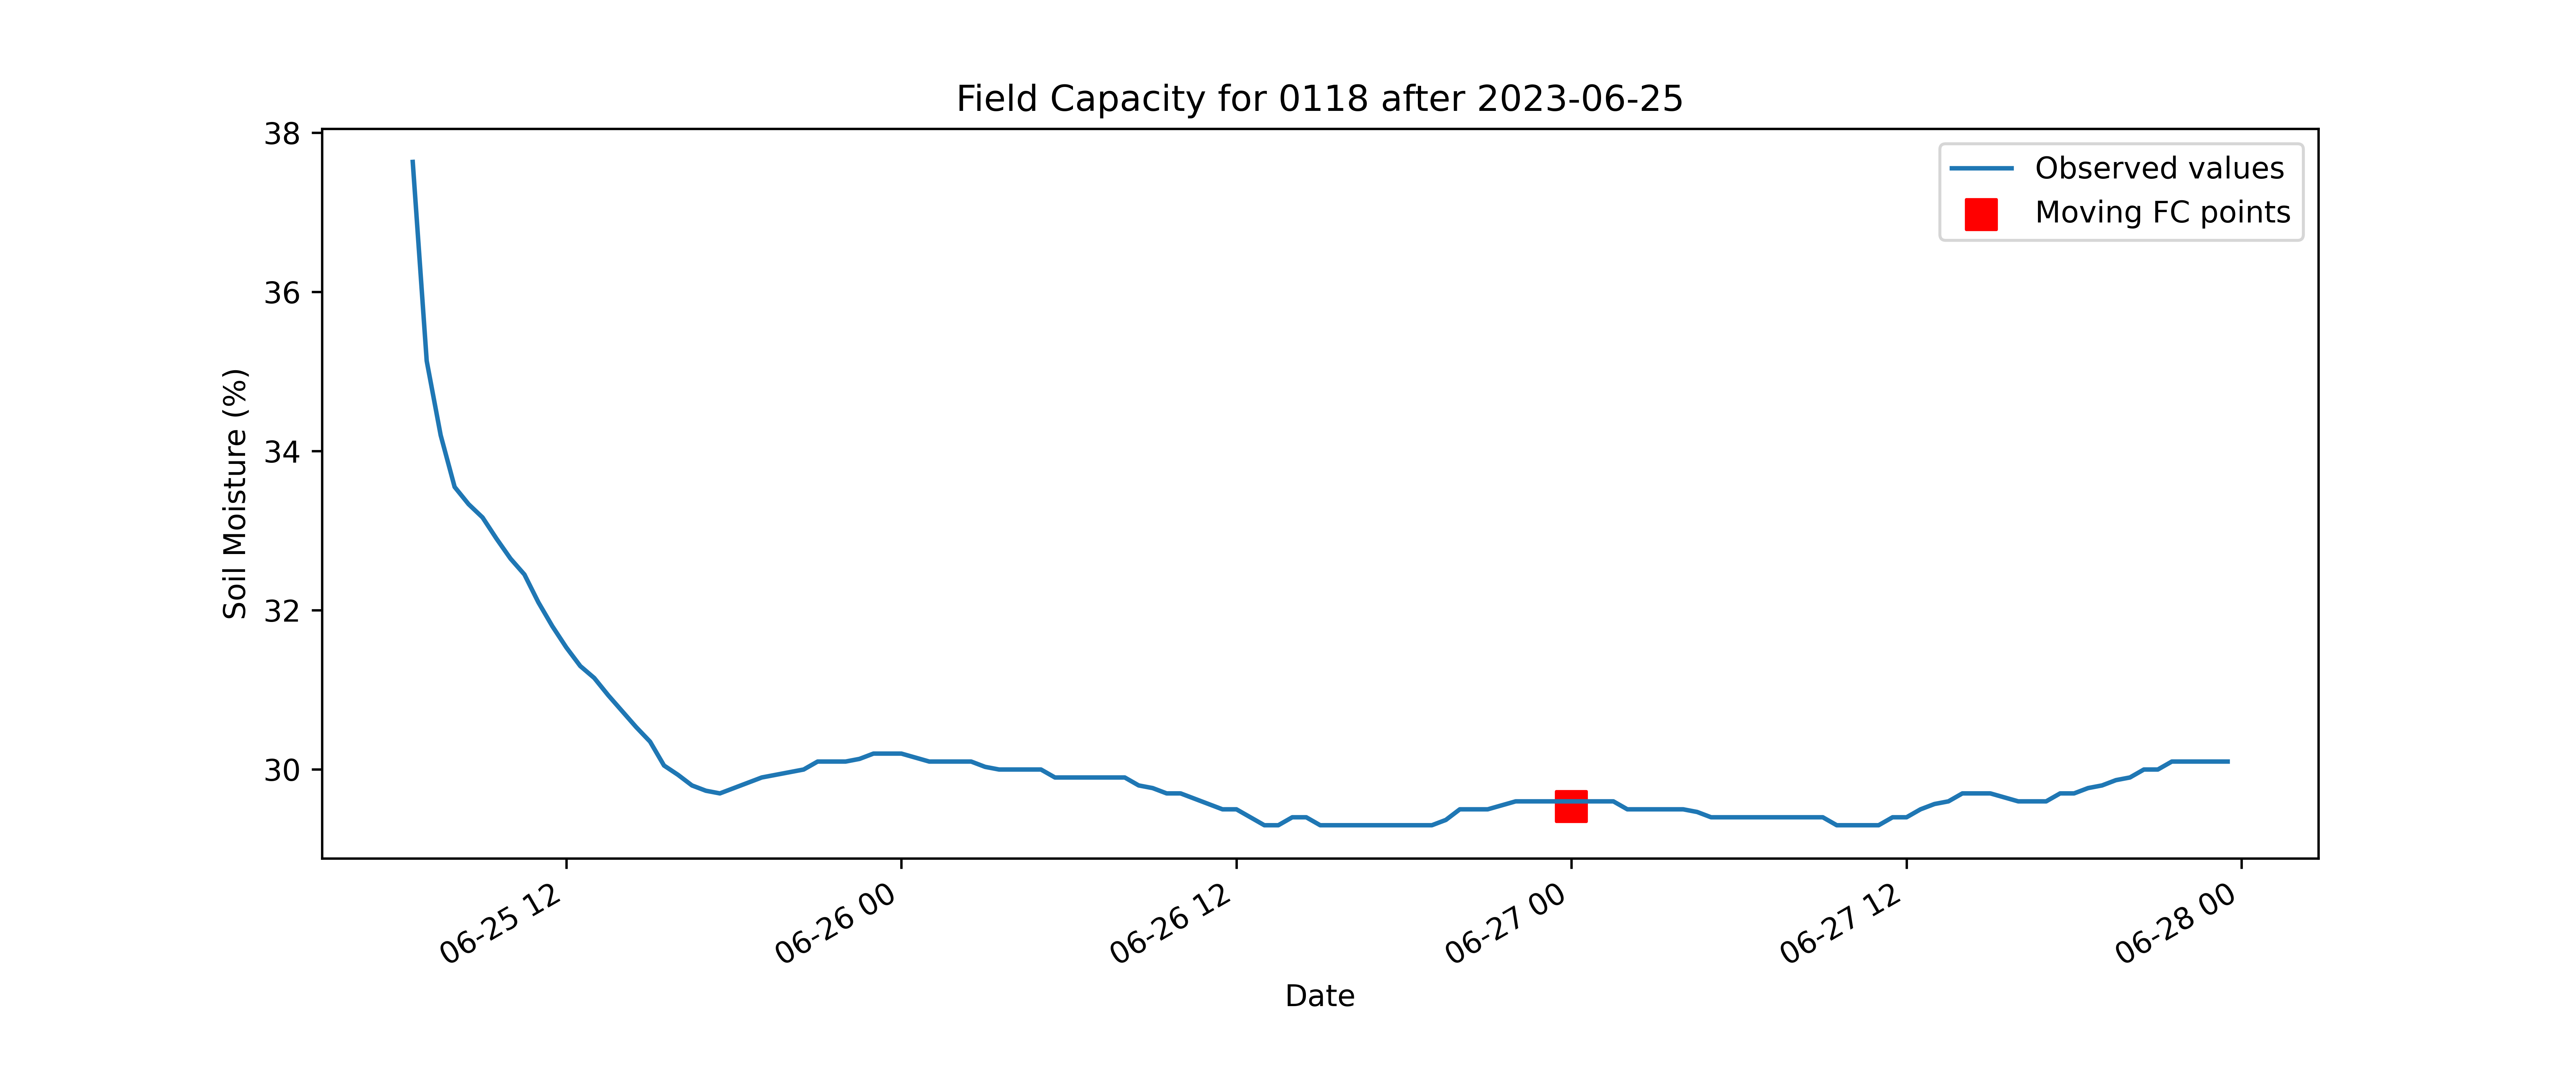 Field Capacity for 0118 after 2023-06-25
Observed values
Moving FC points
Soil Moisture (%)
38
36
34
32
30
06-25 12
06-26 00
06-26 12
06-27 00
06-27 12
06-28 00
Date